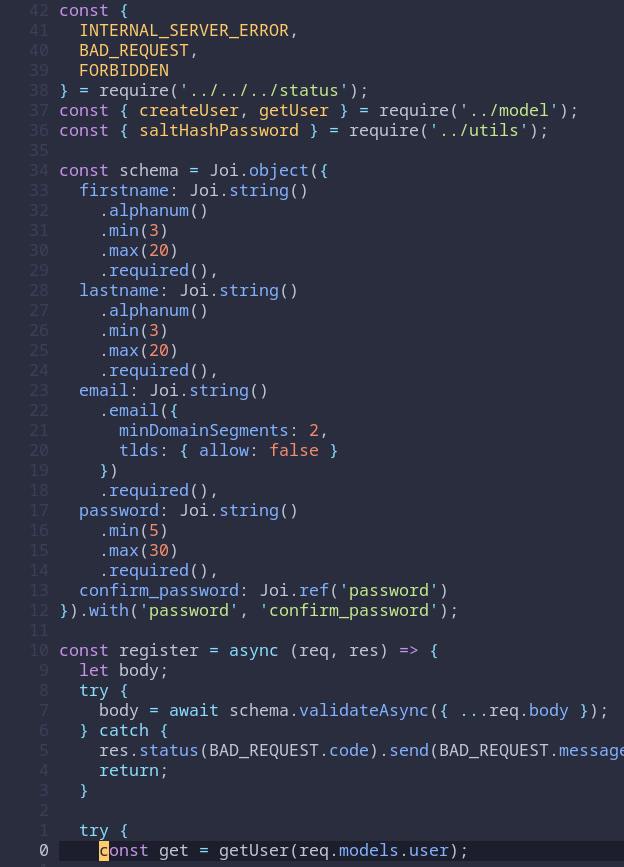 42 const {
41   INTERNAL_SERVER_ERROR,
40   BAD_REQUEST,
39   FORBIDDEN
38 } = require('../../../status');
37 const { createUser, getUser } = require('../model');
36 const { saltHashPassword } = require('../utils');
35
34 const schema = Joi.object({
33   firstname: Joi.string()
32     .alphanum()
31     .min(3)
30     .max(20)
29     .required(),
28   lastname: Joi.string()
27     .alphanum()
26     .min(3)
25     .max(20)
24     .required(),
23   email: Joi.string()
22     .email({
21       minDomainSegments: 2,
20       tlds: { allow: false }
19     })
18     .required(),
17   password: Joi.string()
16     .min(5)
15     .max(30)
14     .required(),
13   confirm_password: Joi.ref('password')
12 }).with('password', 'confirm_password');
11
10 const register = async (req, res) => {
9   let body;
8   try {
7     body = await schema.validateAsync({ ...req.body });
6   } catch {
5     res.status(BAD_REQUEST.code).send(BAD_REQUEST.message
4     return;
3   }
2
1   try {
0     const get = getUser(req.models.user);